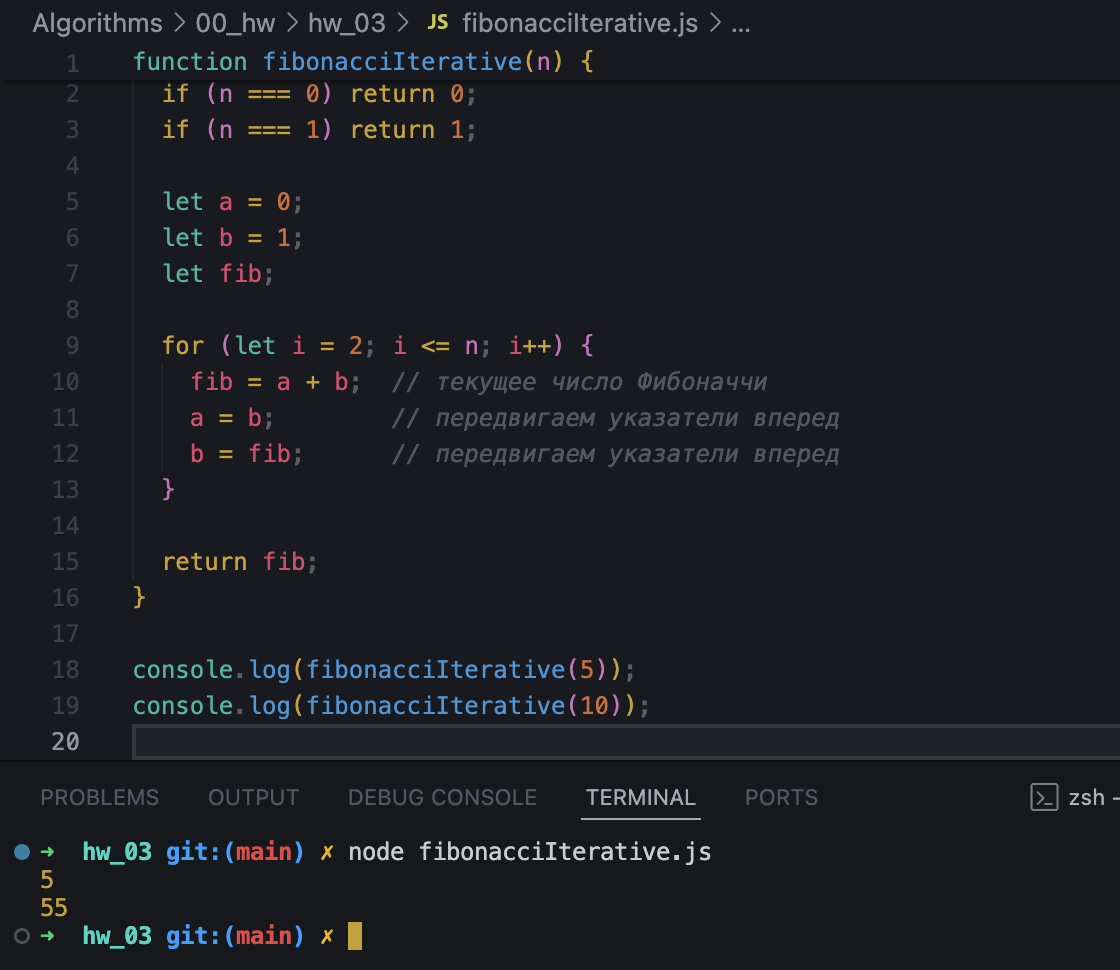 Algorithms > 00_hw > hw_03 > JS fibonacciIterative.js > ...
1 function fibonacciIterative(n) {
2 if (n === 0) return 0;
3 if (n === 1) return 1;
4
5 let a = 0;
6 let b = 1;
7 let fib;
8
9 for (let i = 2; i <= n; i++) {
10 fib = a + b; // текущее число Фибоначчи
11 a = b; // передвигаем указатели вперед
12 b = fib; // передвигаем указатели вперед
13 }
14
15 return fib;
16 }
17
18 console.log(fibonacciIterative(5));
19 console.log(fibonacciIterative(10));
20
PROBLEMS OUTPUT DEBUG CONSOLE TERMINAL PORTS zsh -
➜ hw_03 git:(main) ✗ node fibonacciIterative.js
5
55
➜ hw_03 git:(main) ✗